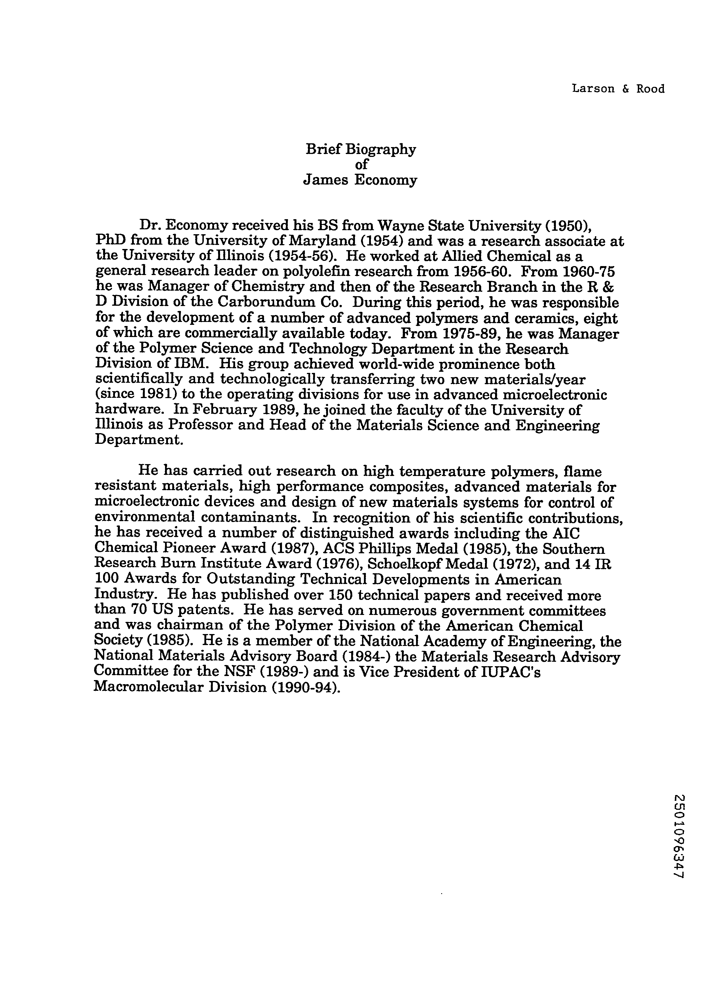 Larson & Rood
Brief Biography
of
James Economy
Dr. Economy received his BS from Wayne State University (1950),
PhD from the University of Maryland (1954) and was a research associate at
the University of Illinois (1954-56). He worked at Allied Chemical as a
general research leader on polyolefin research from 1956-60. From 1960-75
he was Manager of Chemistry and then of the Research Branch in the R &
D Division of the Carborundum Co. During this period, he was responsible
for the development of a number of advanced polymers and ceramics, eight
of which are commercially available today. From 1975-89, he was Manager
of the Polymer Science and Technology Department in the Research
Division of IBM. His group achieved world-wide prominence both
scientifically and technologically transferring two new materials/year
(since 1981) to the operating divisions for use in advanced microelectronic
hardware. In February 1989, he joined the faculty of the University of
Illinois as Professor and Head of the Materials Science and Engineering
Department.
He has carried out research on high temperature polymers, flame
resistant materials, high performance composites, advanced materials for
microelectronic devices and design of new materials systems for control of
environmental contaminants. In recognition of his scientific contributions,
he has received a number of distinguished awards including the AIC
Chemical Pioneer Award (1987), ACS Phillips Medal (1985), the Southern
Research Burn Institute Award (1976), Schoelkopf Medal (1972), and 14 IR
100 Awards for Outstanding Technical Developments in American
Industry. He has published over 150 technical papers and received more
than 70 US patents. He has served on numerous government committees
and was chairman of the Polymer Division of the American Chemical
Society (1985). He is a member of the National Academy of Engineering, the
National Materials Advisory Board (1984-) the Materials Research Advisory
Committee for the NSF (1989-) and is Vice President of IUPAC's
Macromolecular Division (1990-94).
2501096347